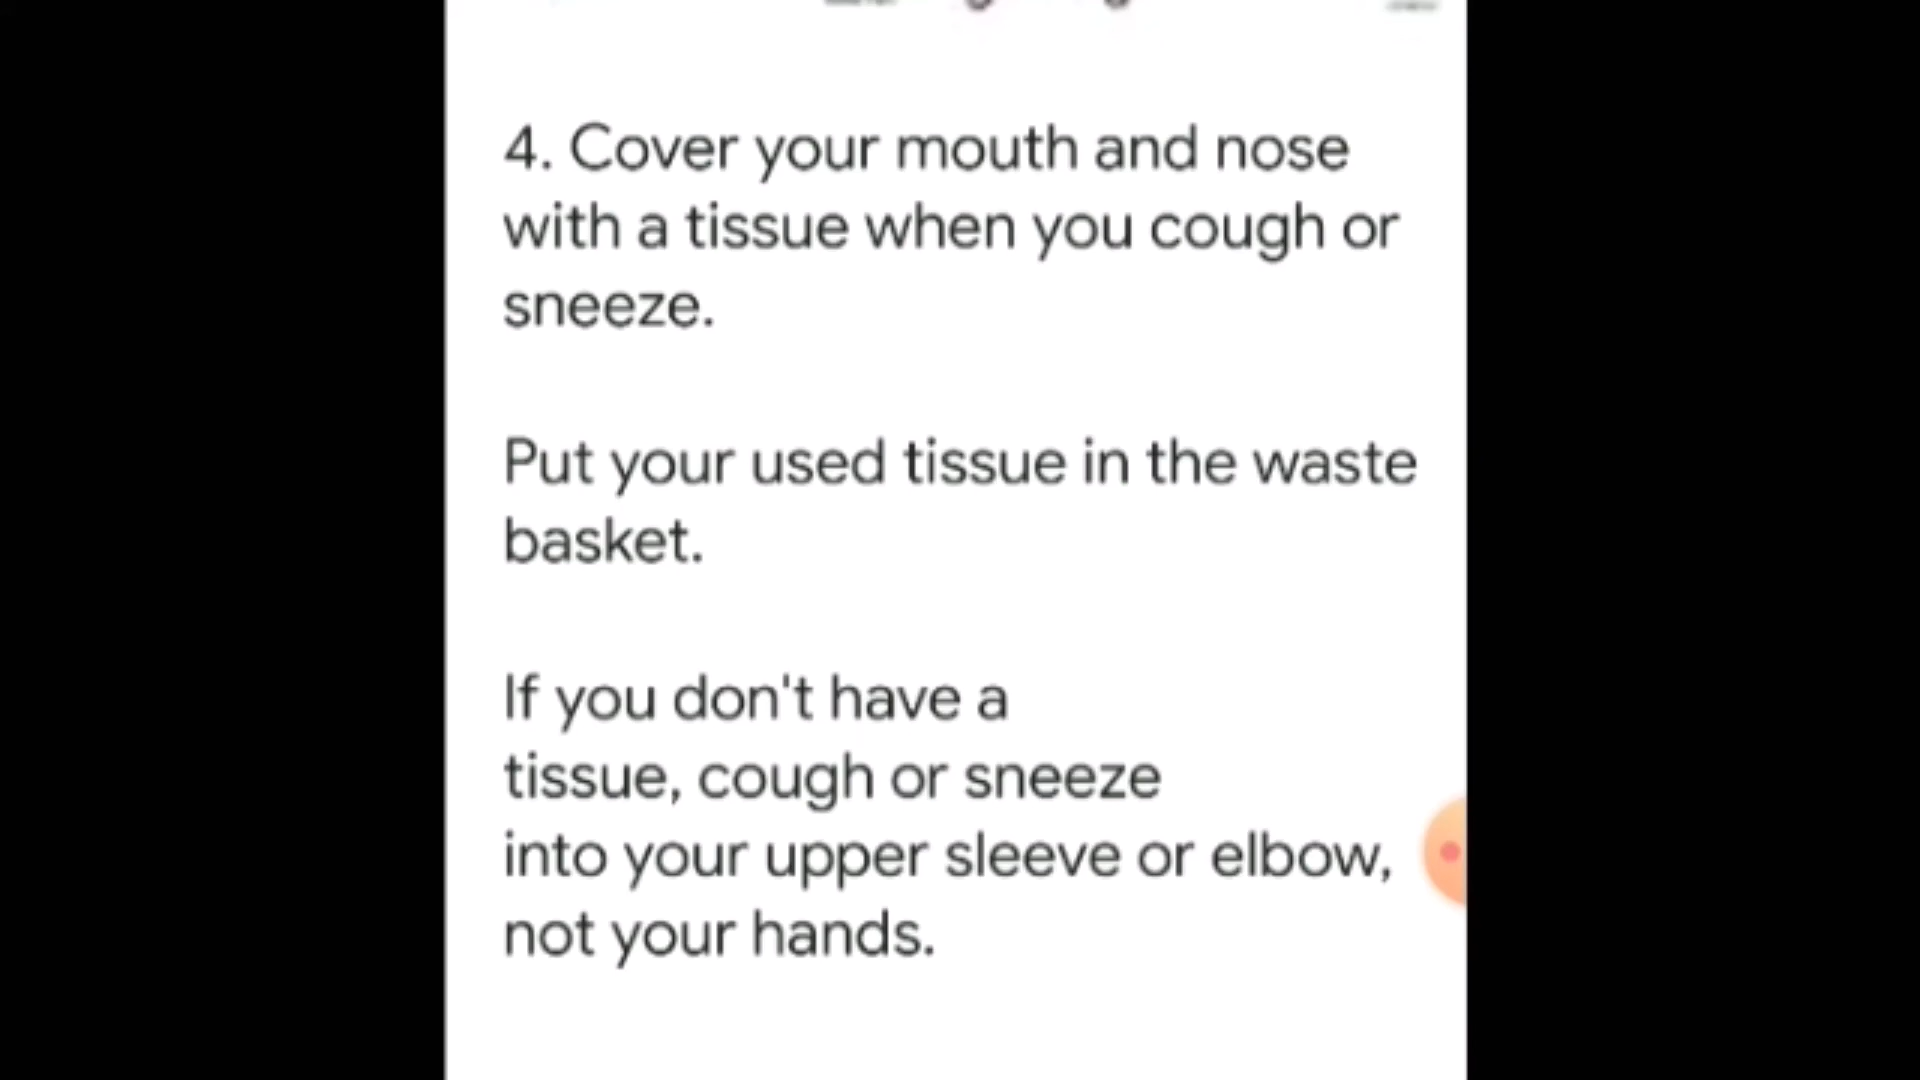 4. Cover your mouth and nose
with a tissue when you cough or
sneeze.
Put your used tissue in the waste
basket.
If you don't have a
tissue, cough or sneeze
into your upper sleeve or elbow,
not your hands.